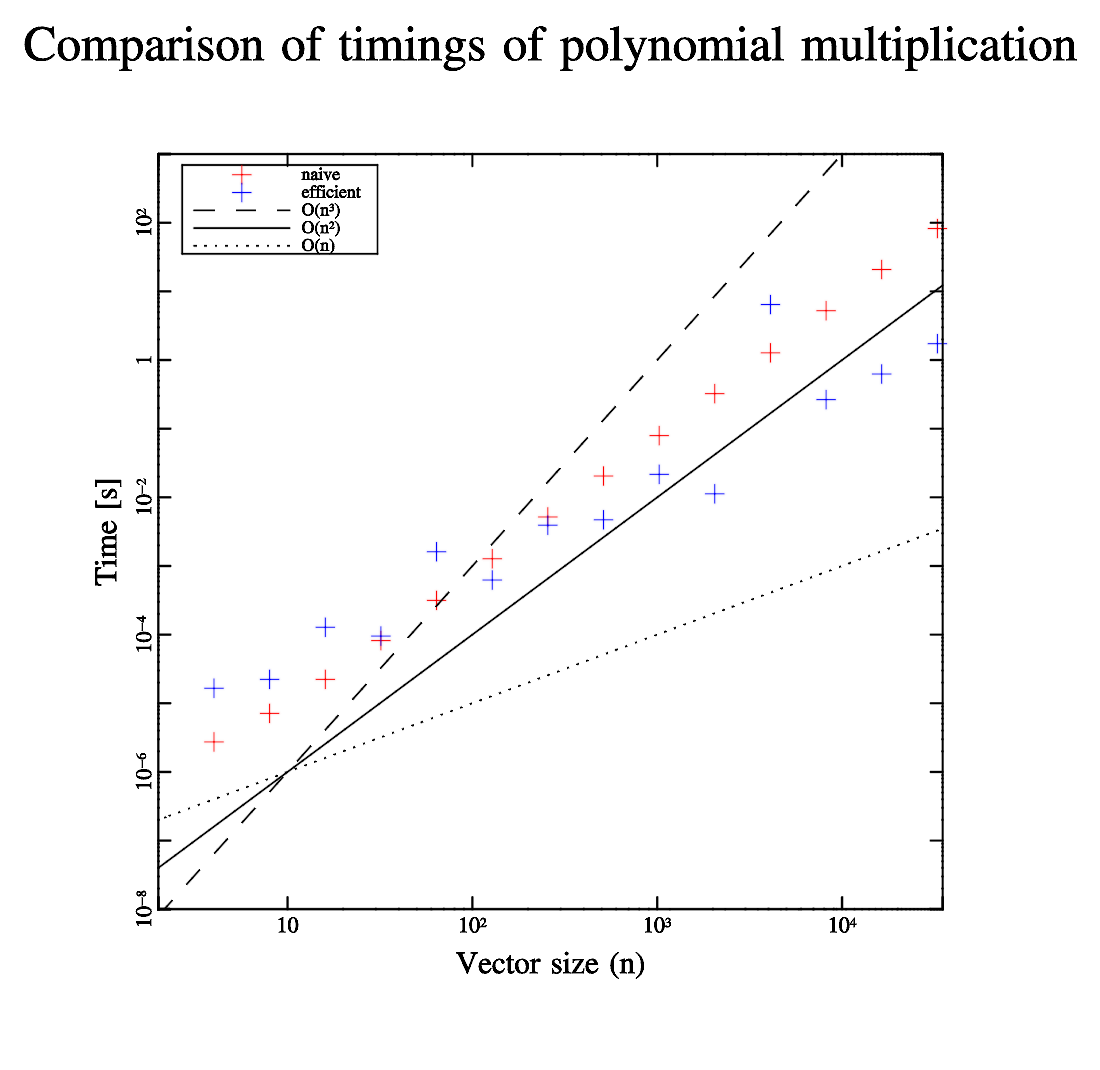 Comparison of timings of polynomial multiplication
naive
efficient
O(n³)
O(n²)
O(n)
Time [s]
10²
1
10⁻²
10⁻⁴
10⁻⁶
10⁻⁸
10 10² 10³ 10⁴
Vector size (n)